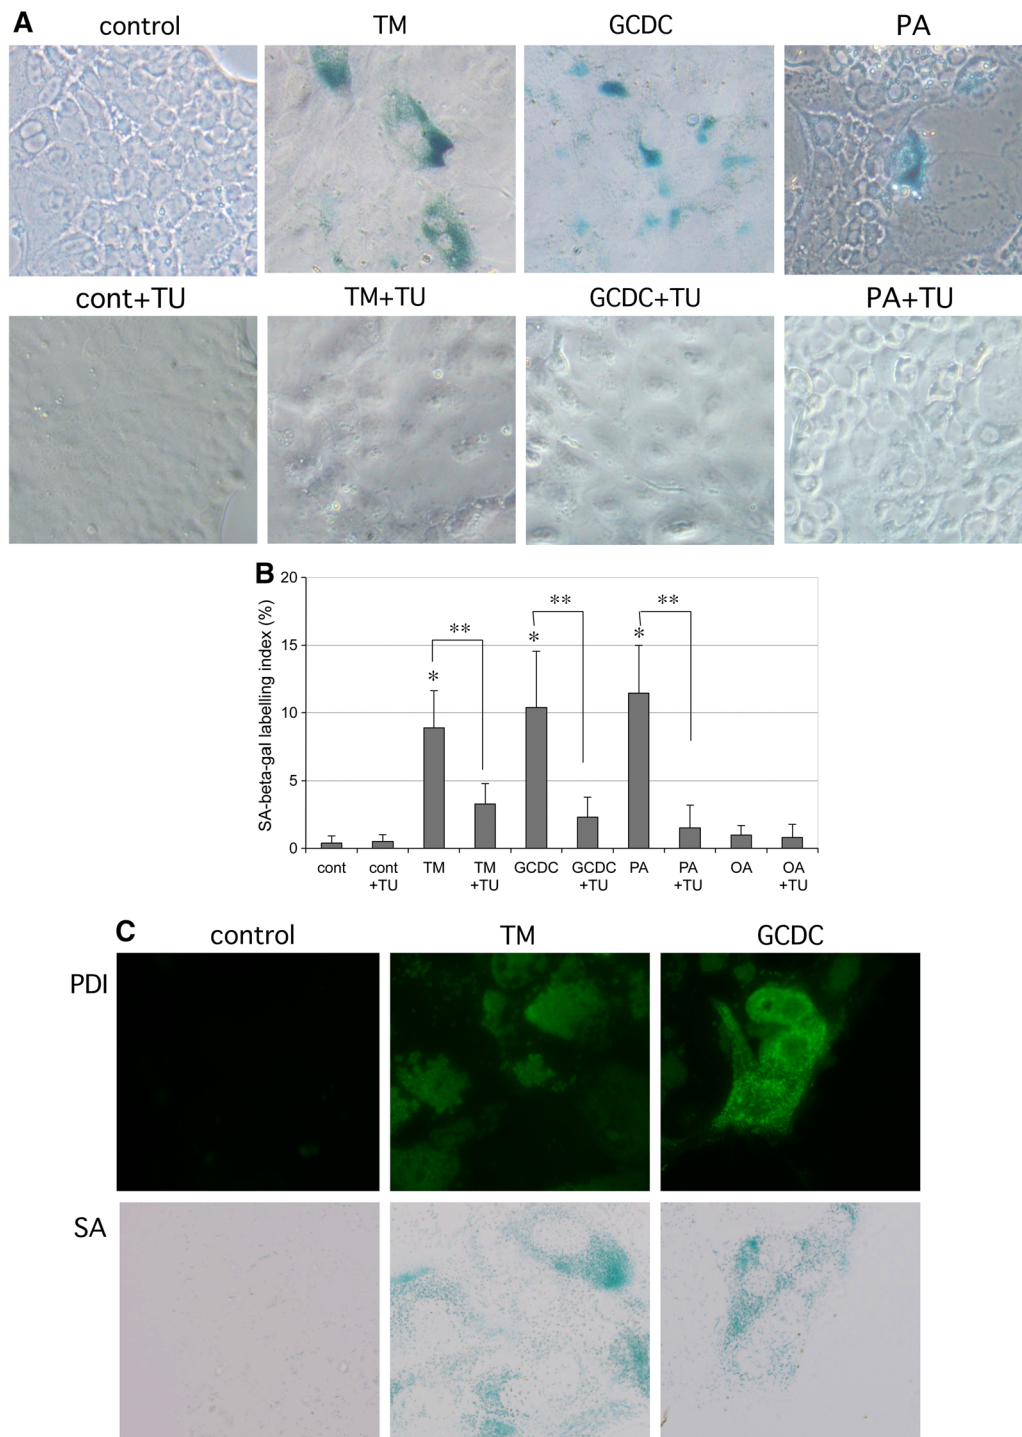 A
control TM GCDC PA
cont+TU TM+TU GCDC+TU PA+TU
B
SA-beta-gal labelling index (%)
20
15
10
5
0
** ** **
* * *
cont cont +TU TM TM +TU GCDC GCDC +TU PA PA +TU OA OA +TU
C
control TM GCDC
PDI
SA